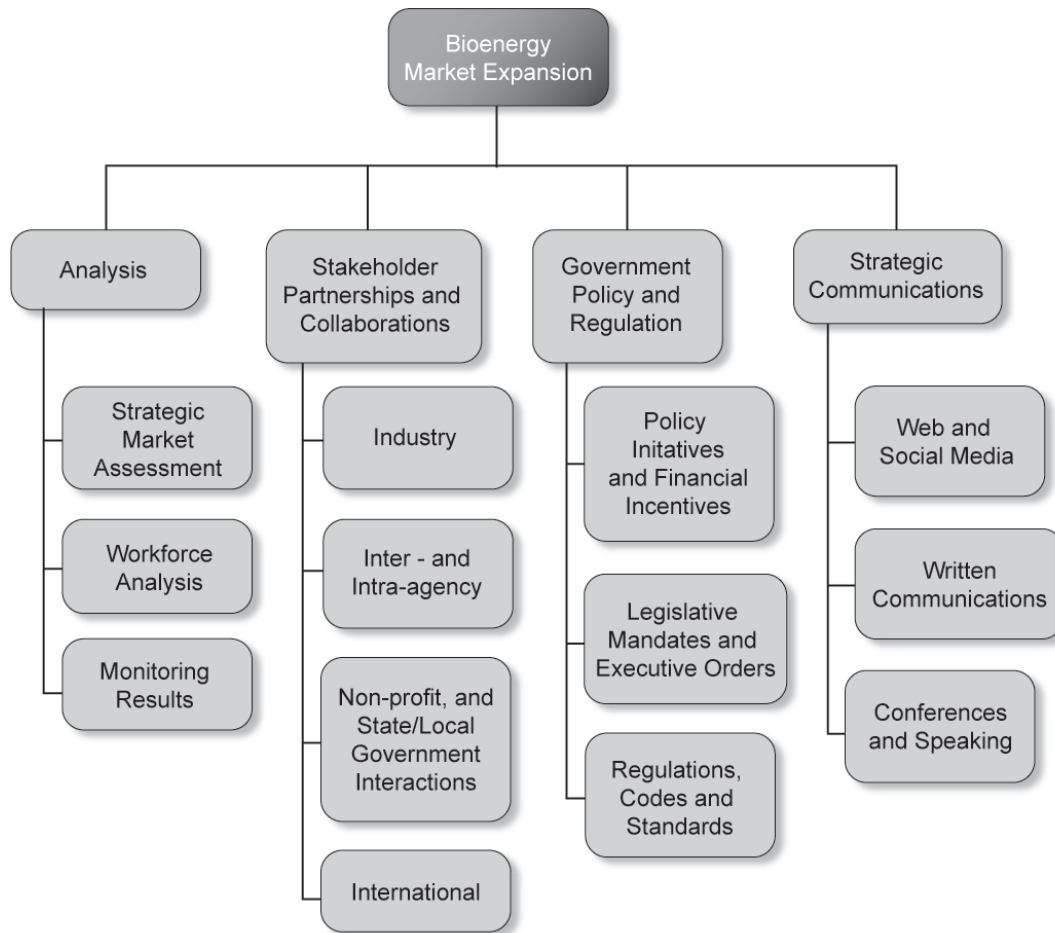 Bioenergy
Market Expansion
Analysis
Stakeholder
Partnerships and
Collaborations
Government
Policy and
Regulation
Strategic
Communications
Strategic
Market
Assessment
Workforce
Analysis
Monitoring
Results
Industry
Inter - and
Intra-agency
Non-profit, and
State/Local
Government
Interactions
International
Policy
Initatives
and Financial
Incentives
Legislative
Mandates and
Executive Orders
Regulations,
Codes and
Standards
Web and
Social Media
Written
Communications
Conferences
and Speaking